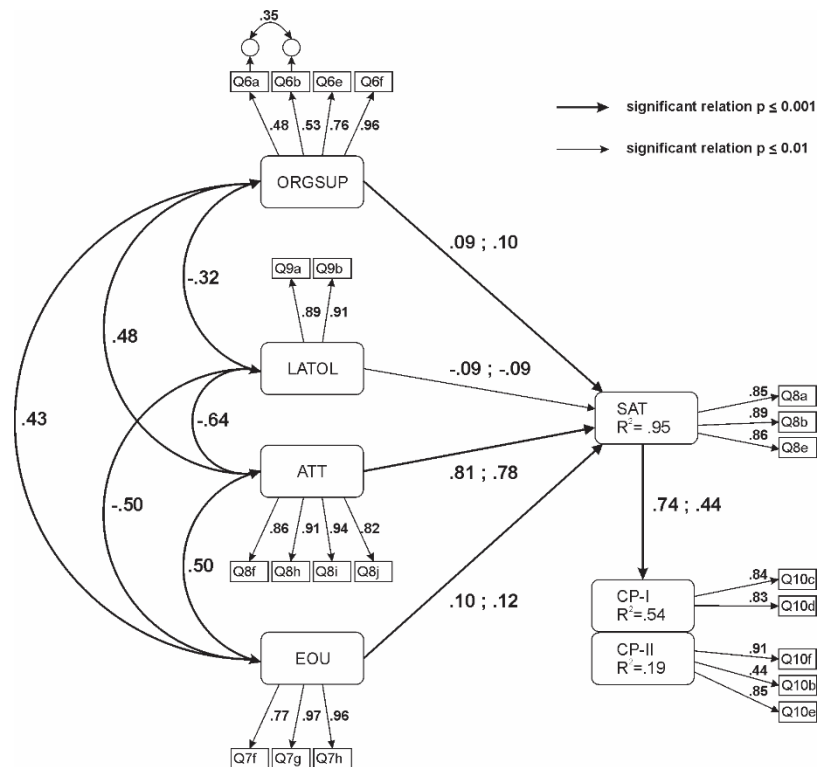 .35
Q6a Q6b Q6e Q6f
.48 .53 .76 .96
ORGSUP
significant relation p ≤ 0.001
significant relation p ≤ 0.01
.09 ; .10
-.32
Q9a Q9b
.89 .91
LATOL
-.09 ; -.09
.48
.43
-.64
SAT
R²= .95
.85 Q8a
.89 Q8b
.86 Q8e
ATT
.81 ; .78
-.50
.86 .91 .94 .82
Q8f Q8h Q8i Q8j
.50
.74 ; .44
.10 ; .12
CP-I
R²=.54
.84 Q10c
.83 Q10d
EOU
CP-II
R²=.19
.91 Q10f
.44 Q10b
.85 Q10e
.77 .97 .96
Q7f Q7g Q7h